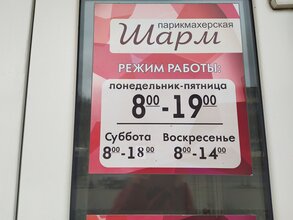 парикмахерская
Шарм
РЕЖИМ РАБОТЫ:
понедельник-пятница
8⁰⁰-19⁰⁰
Суббота Воскресенье
8⁰⁰-18⁰⁰ 8⁰⁰-14⁰⁰